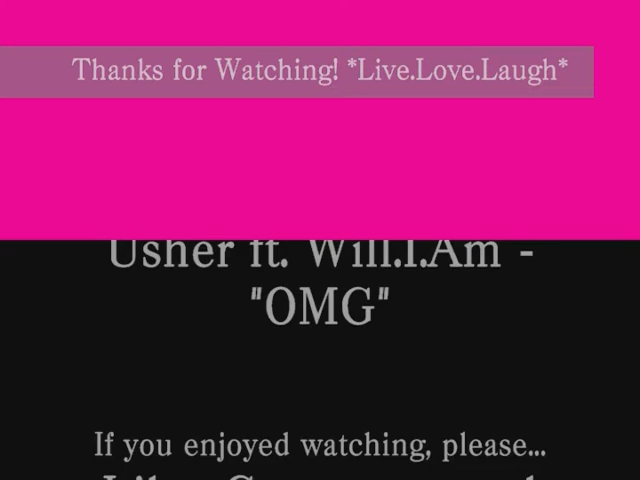 Thanks for Watching! *Live.Love.Laugh*
Usher ft. Will.I.Am -
"OMG"
If you enjoyed watching, please...